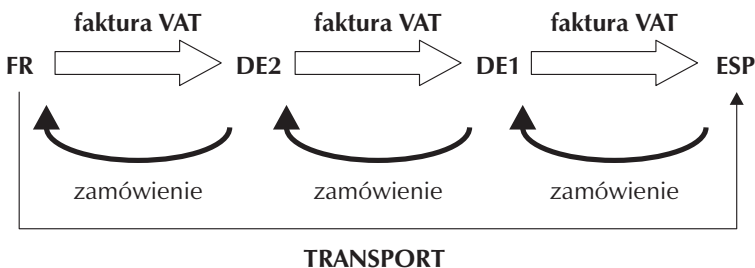 faktura VAT faktura VAT faktura VAT
FR DE2 DE1 ESP
zamówienie zamówienie zamówienie
TRANSPORT